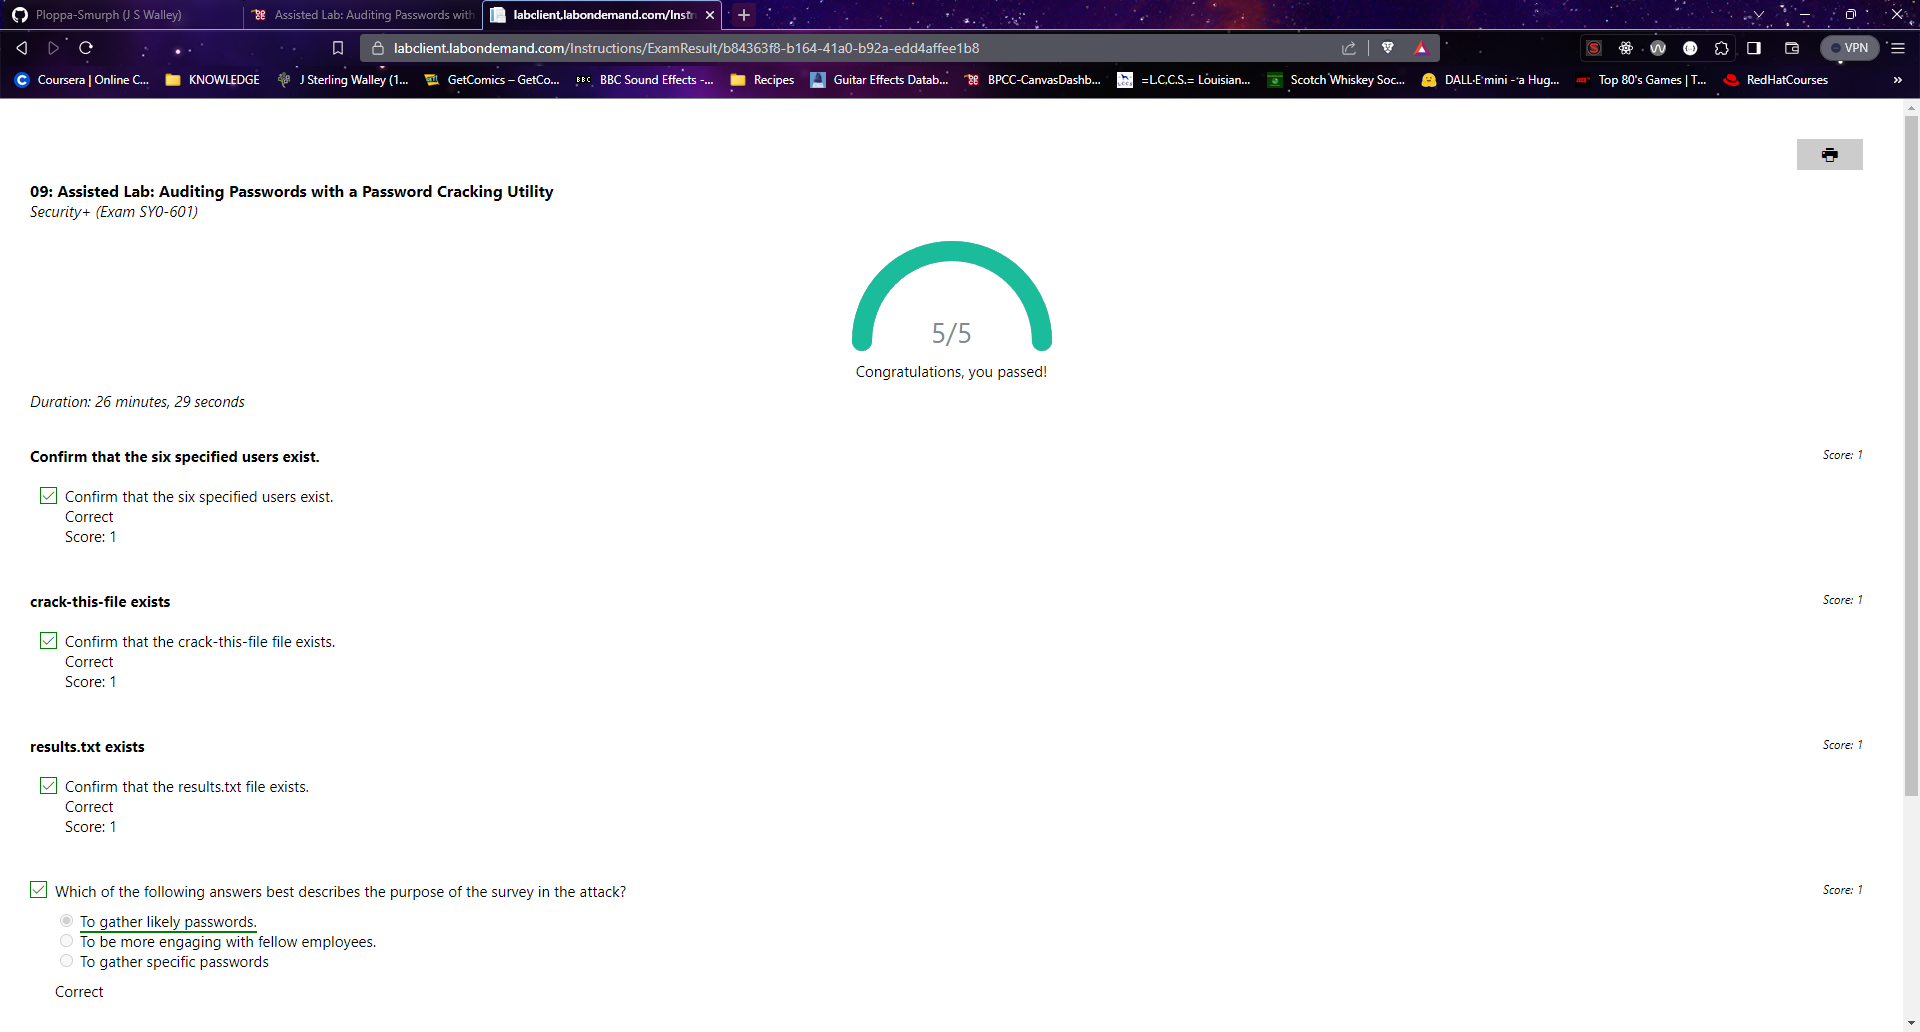 Ploppa-Smurph (J S Walley)
Assisted Lab: Auditing Passwords with
labclient.labondemand.com/Instr
labclient.labondemand.com/Instructions/ExamResult/b84363f8-b164-41a0-b92a-edd4affee1b8
VPN
Coursera | Online C...
KNOWLEDGE
J Sterling Walley (1...
GetComics – GetCo...
BBC
BBC Sound Effects -...
Recipes
Guitar Effects Datab...
BPCC-CanvasDashb...
=L.C.C.S.= Louisian...
Scotch Whiskey Soc...
DALL·E mini - a Hug...
Top 80's Games | T...
RedHatCourses
»
09: Assisted Lab: Auditing Passwords with a Password Cracking Utility
Security+ (Exam SY0-601)
5/5
Congratulations, you passed!
Duration: 26 minutes, 29 seconds
Confirm that the six specified users exist.
Score: 1
Confirm that the six specified users exist.
Correct
Score: 1
crack-this-file exists
Score: 1
Confirm that the crack-this-file file exists.
Correct
Score: 1
results.txt exists
Score: 1
Confirm that the results.txt file exists.
Correct
Score: 1
Which of the following answers best describes the purpose of the survey in the attack?
Score: 1
To gather likely passwords.
To be more engaging with fellow employees.
To gather specific passwords
Correct